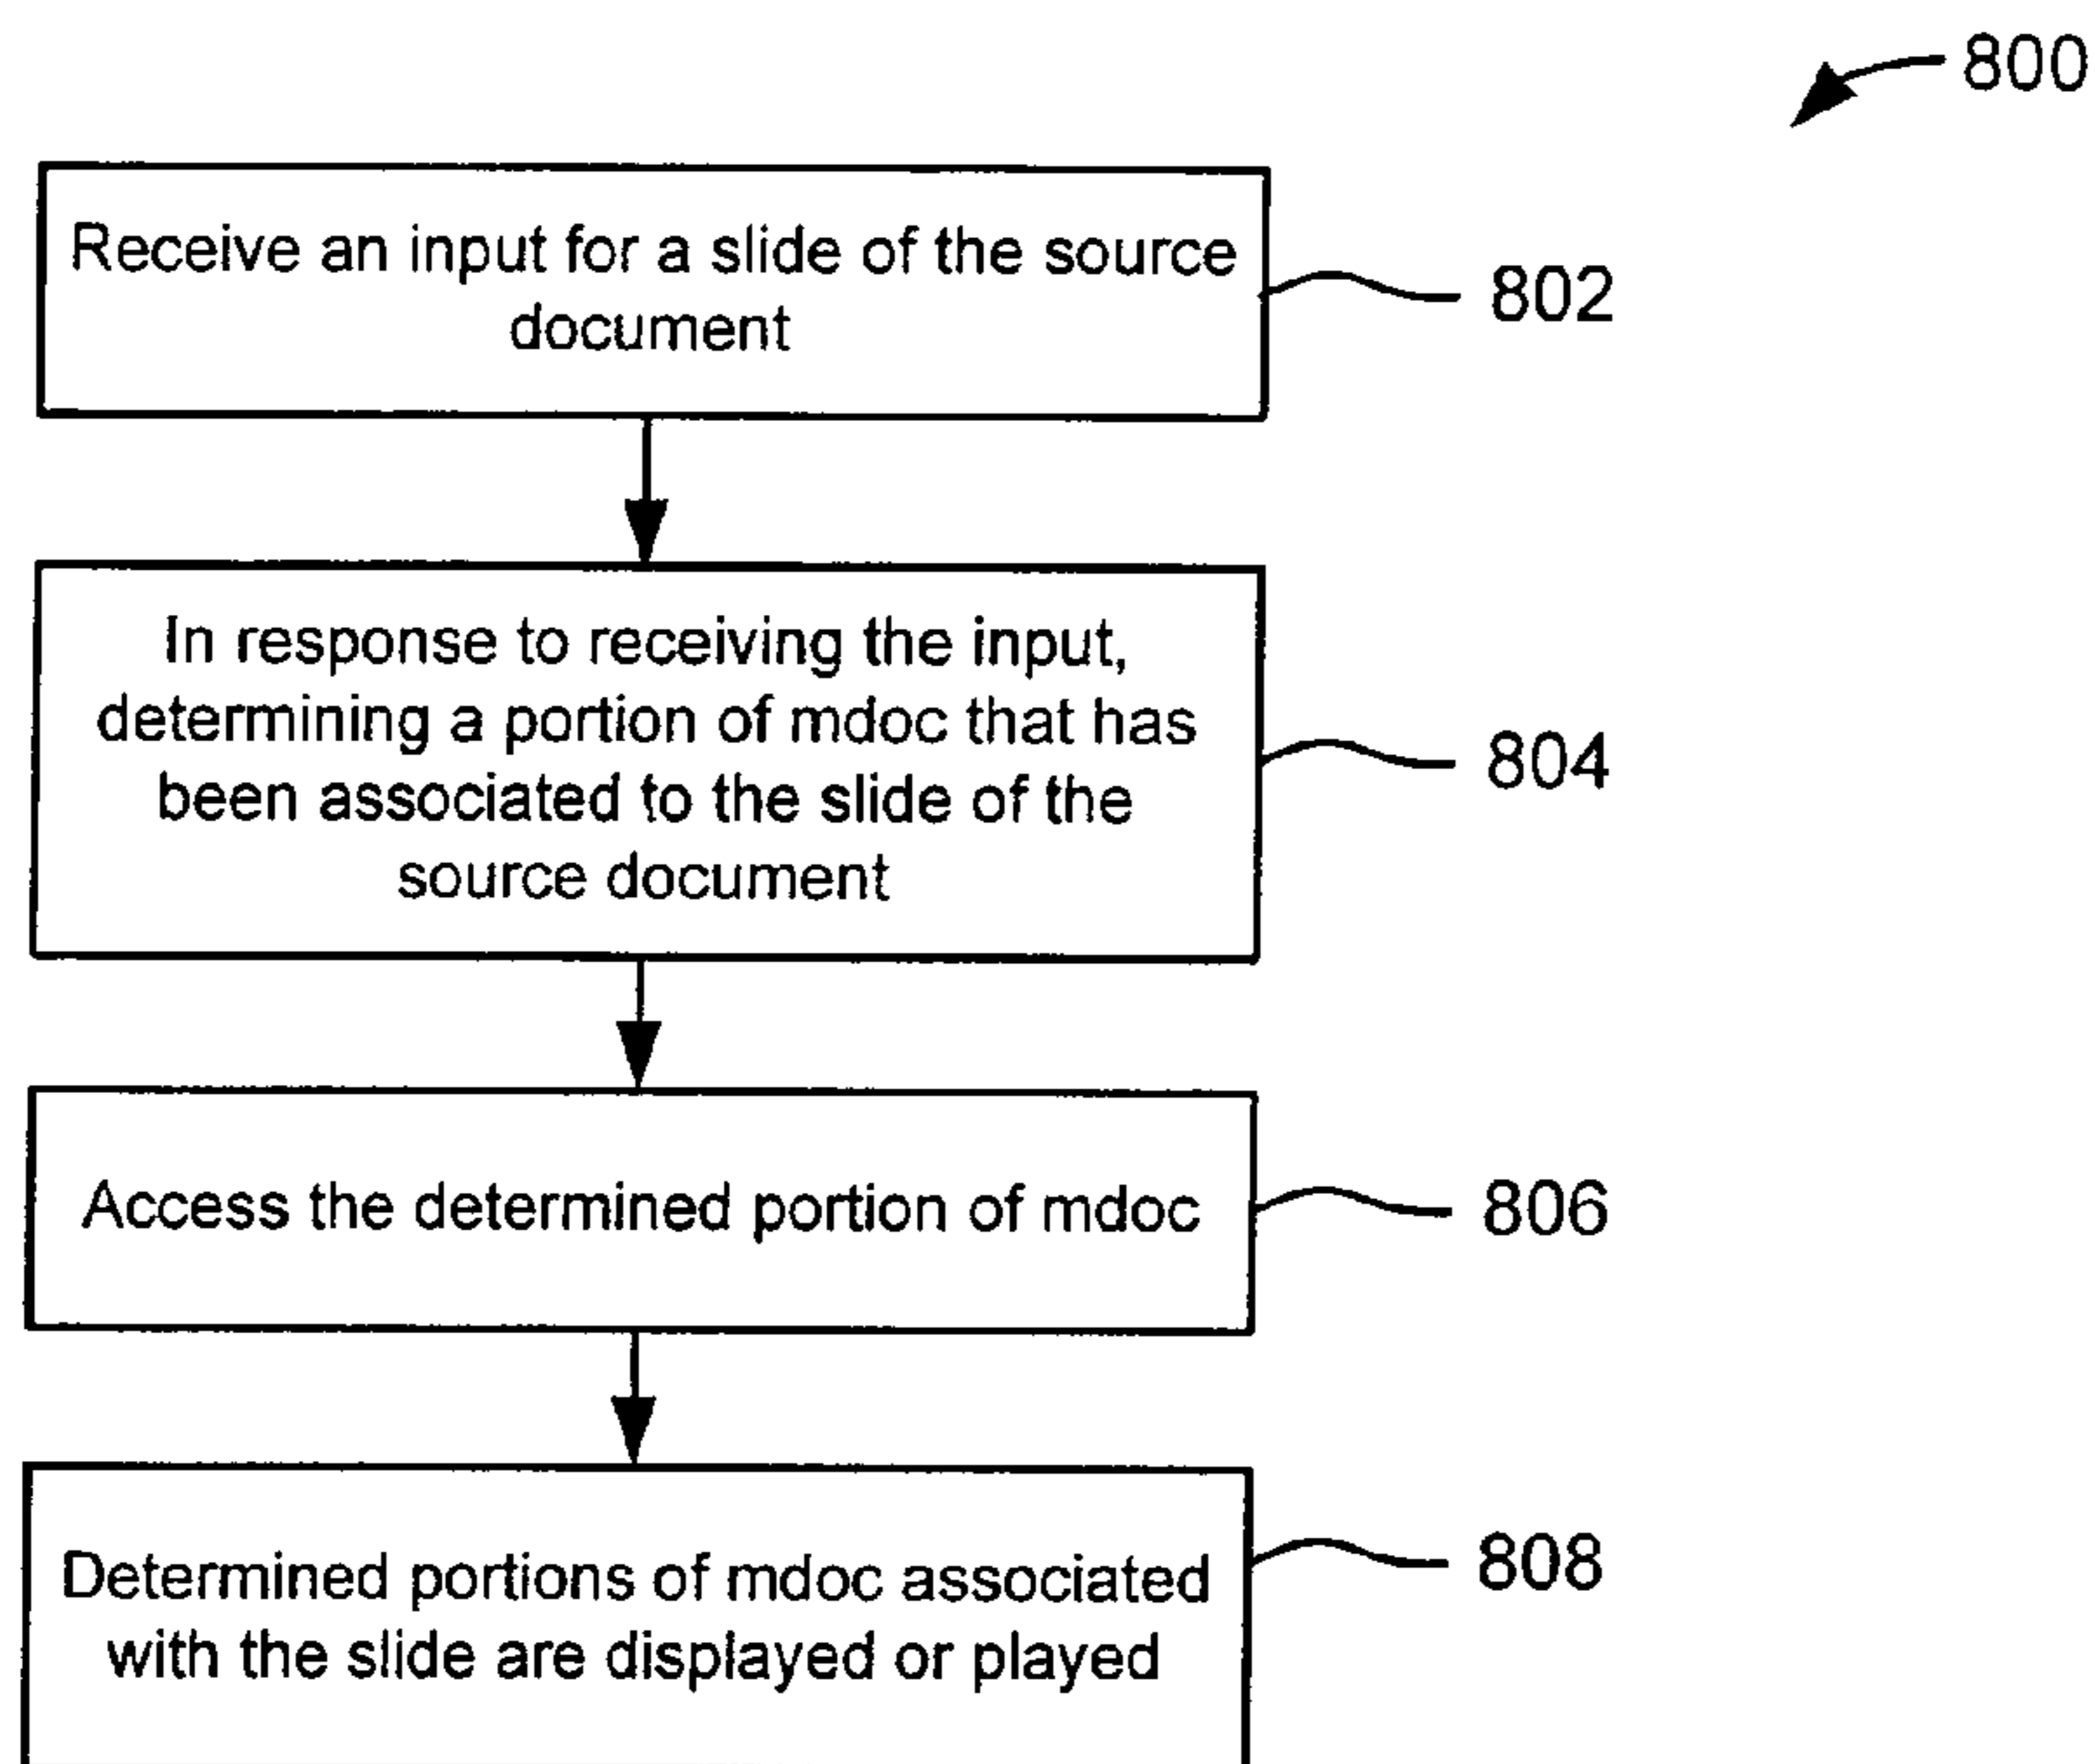 800
Receive an input for a slide of the source
document
802
In response to receiving the input,
determining a portion of mdoc that has
been associated to the slide of the
source document
804
Access the determined portion of mdoc
806
Determined portions of mdoc associated
with the slide are displayed or played
808